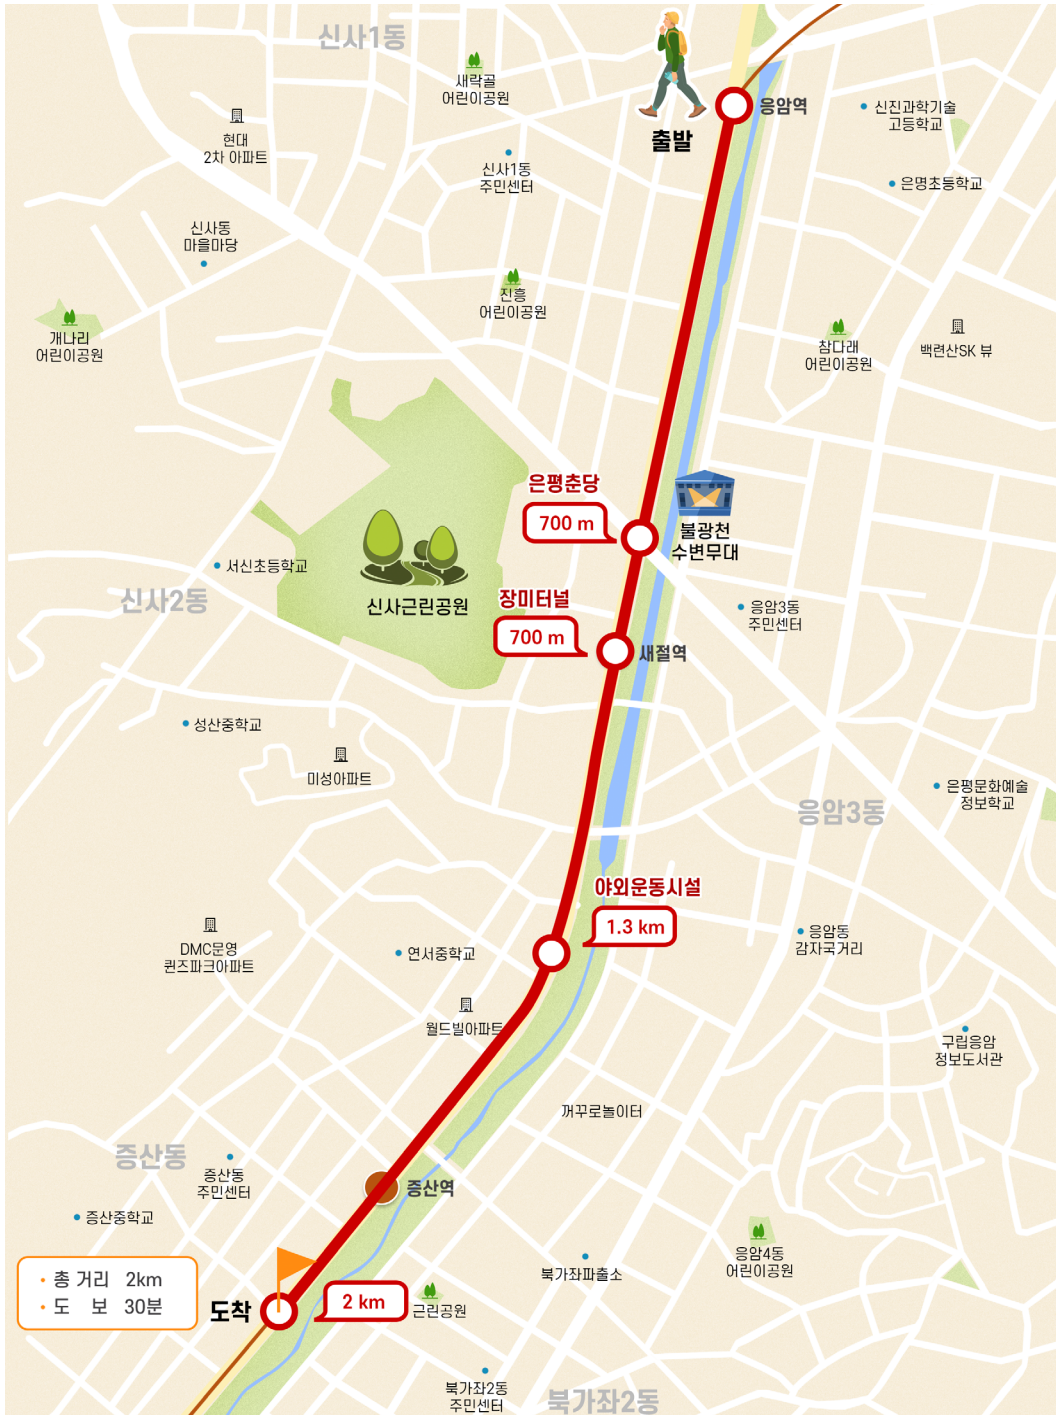 신사1동
새락골
어린이공원
출발
응암역
신진과학기술
고등학교
현대
2차 아파트
신사1동
주민센터
은명초등학교
신사동
마을마당
진흥
어린이공원
개나리
어린이공원
참다래
어린이공원
백련산SK 뷰
은평춘당
700 m
불광천
수변무대
서신초등학교
신사2동
신사근린공원
장미터널
700 m
새절역
응암3동
주민센터
성산중학교
미성아파트
은평문화예술
정보학교
응암3동
야외운동시설
1.3 km
DMC문영
퀸즈파크아파트
연서중학교
응암동
감자국거리
월드빌아파트
구립응암
정보도서관
꺼꾸로놀이터
증산동
증산동
주민센터
증산역
증산중학교
응암4동
어린이공원
북가좌파출소
• 총 거리 2km
• 도 보 30분
도착
2 km
근린공원
북가좌2동
주민센터
북가좌2동